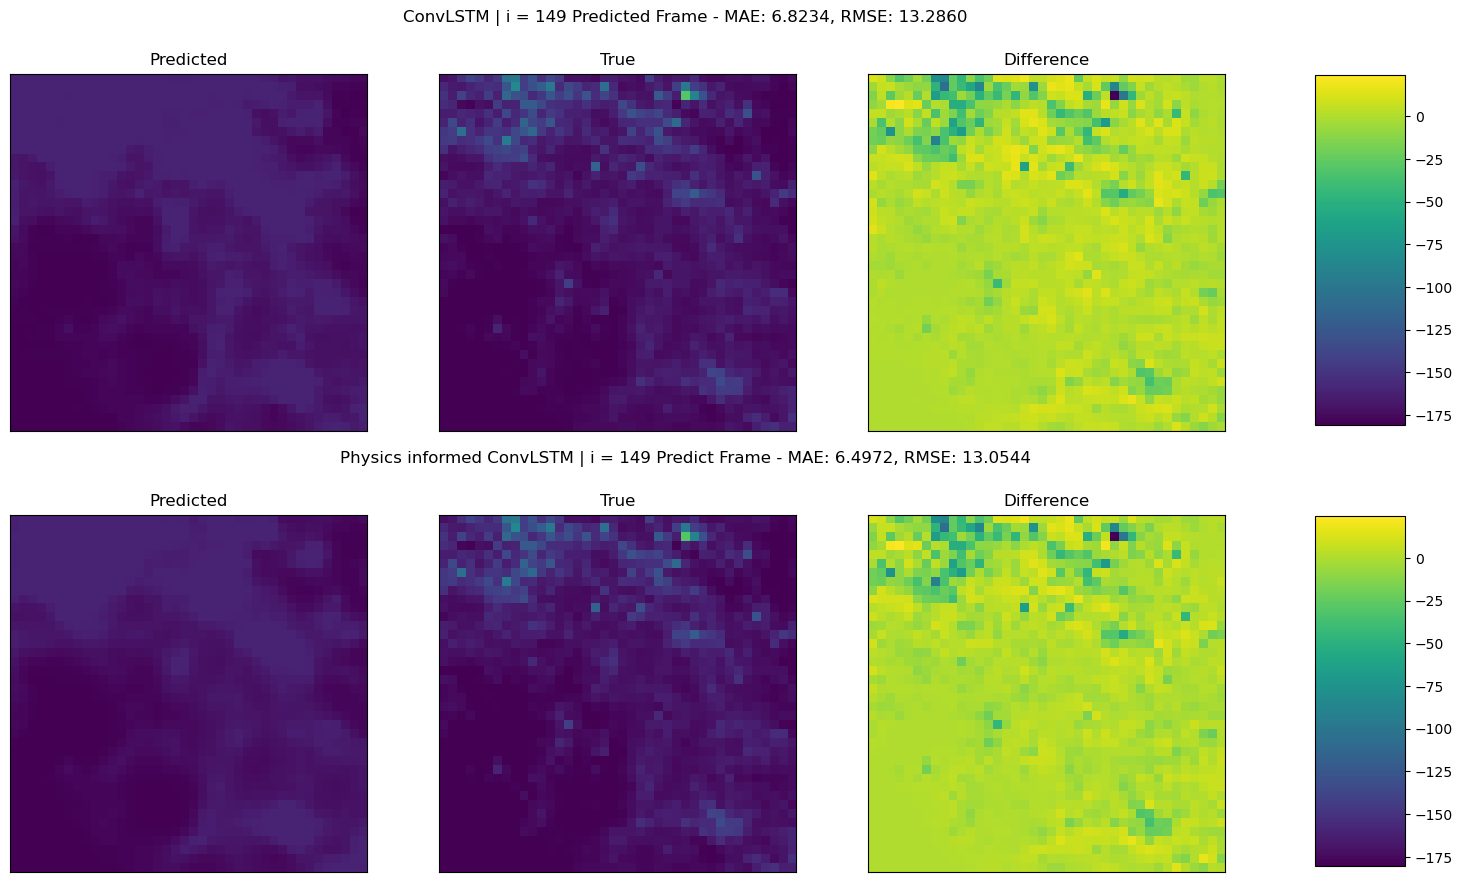 ConvLSTM | i = 149 Predicted Frame - MAE: 6.8234, RMSE: 13.2860
Predicted
True
Difference
0
−25
−50
−75
−100
−125
−150
−175
Physics informed ConvLSTM | i = 149 Predict Frame - MAE: 6.4972, RMSE: 13.0544
Predicted
True
Difference
0
−25
−50
−75
−100
−125
−150
−175